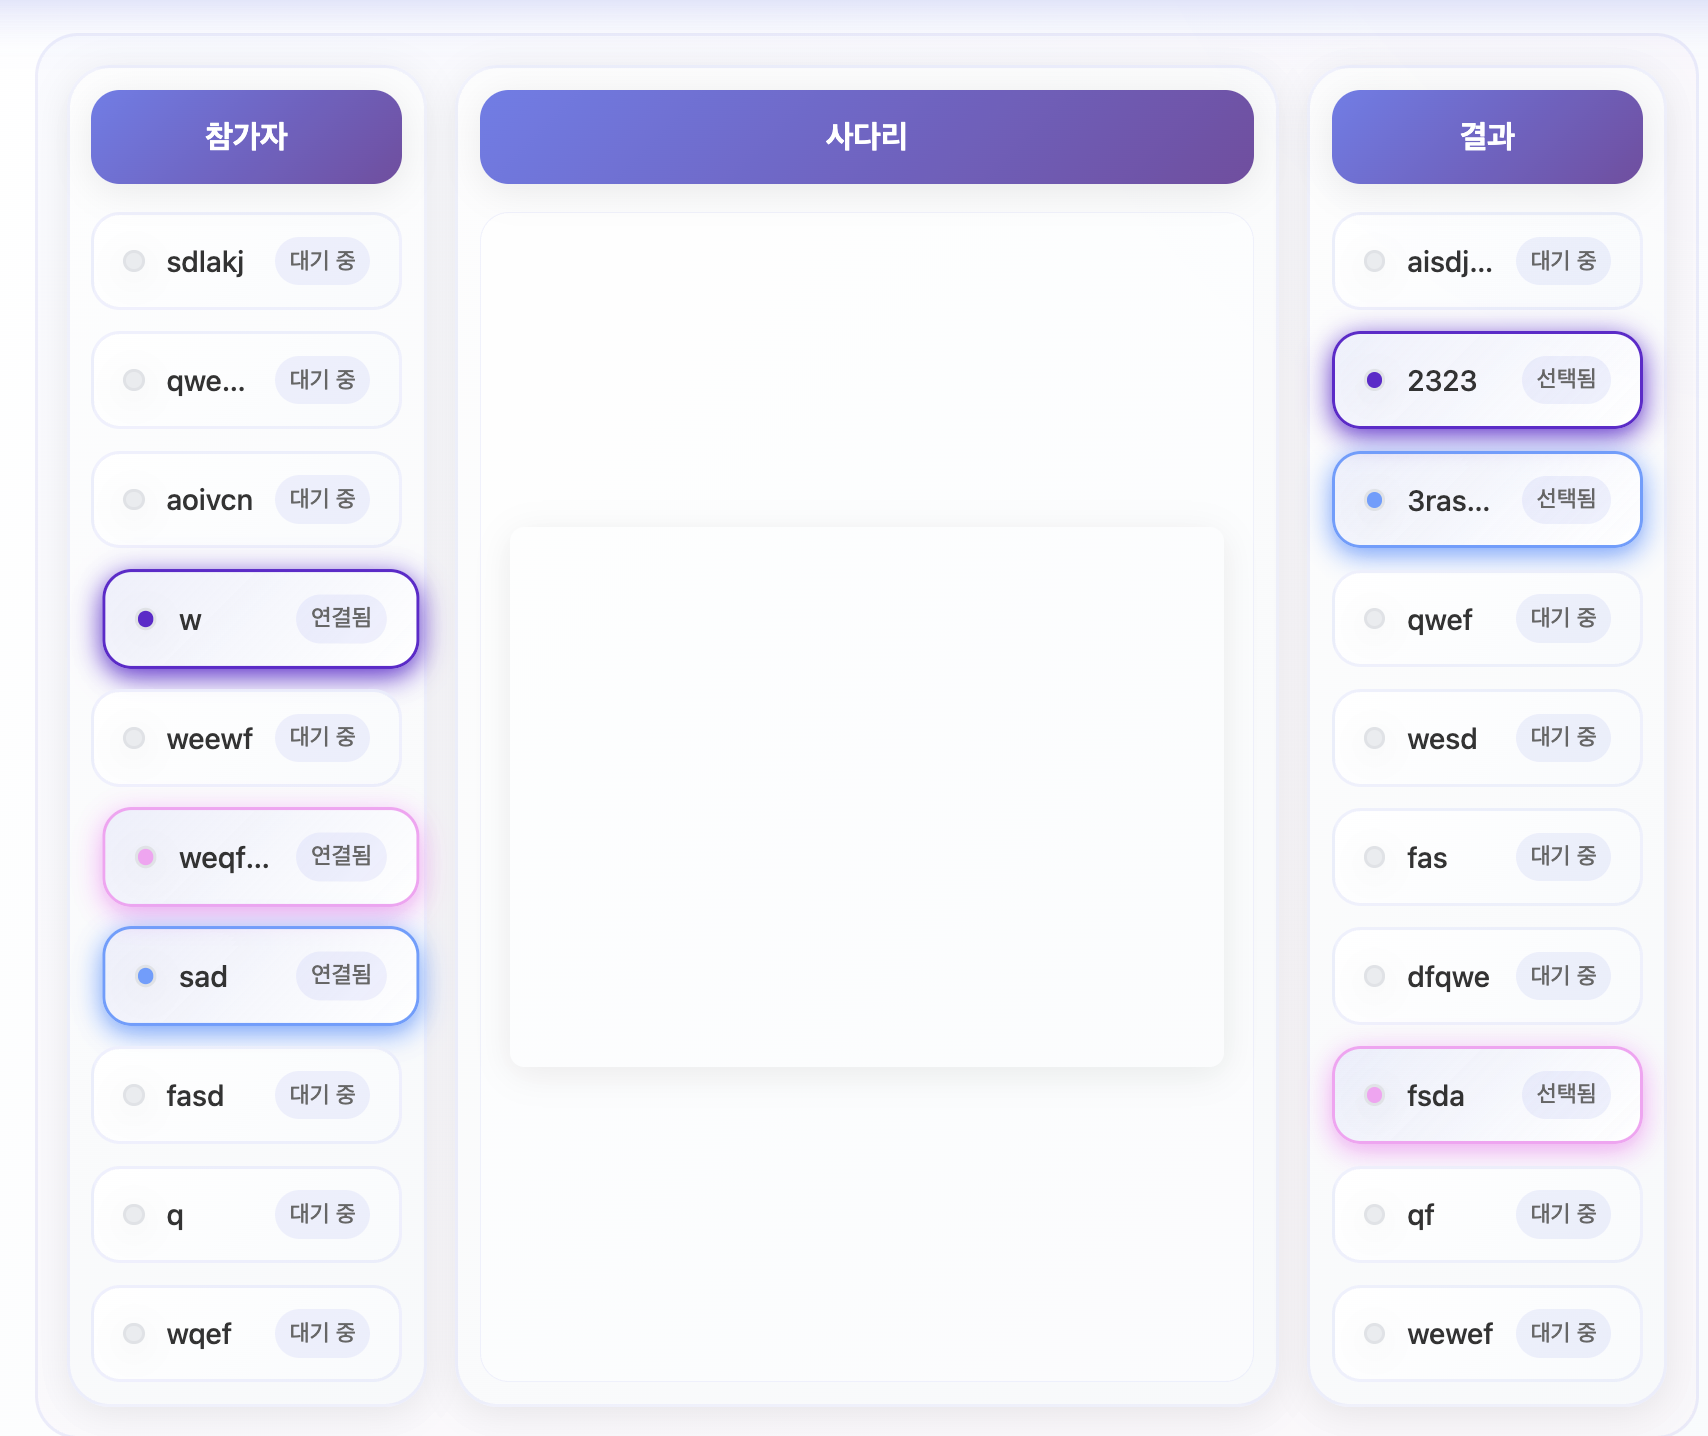 참가자
sdlakj 대기 중
qwe... 대기 중
aoivcn 대기 중
w 연결됨
weewf 대기 중
weqf... 연결됨
sad 연결됨
fasd 대기 중
q 대기 중
wqef 대기 중
사다리
결과
aisdj... 대기 중
2323 선택됨
3ras... 선택됨
qwef 대기 중
wesd 대기 중
fas 대기 중
dfqwe 대기 중
fsda 선택됨
qf 대기 중
wewef 대기 중